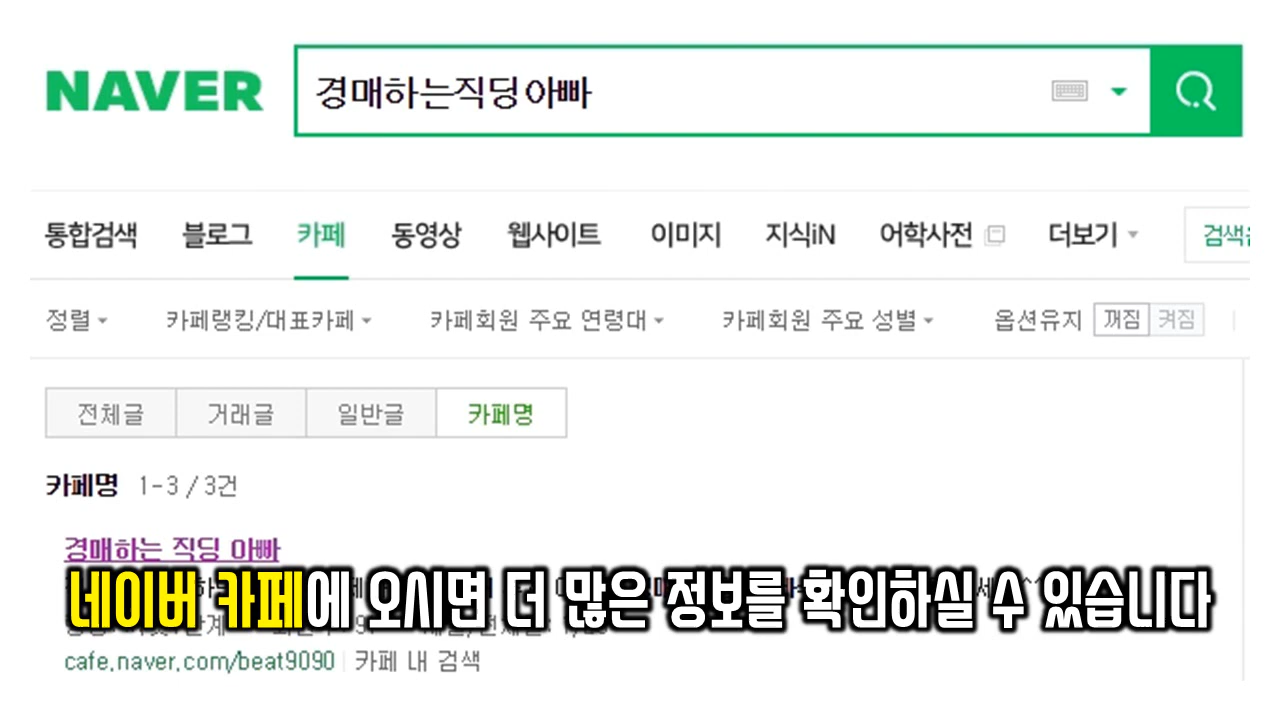 NAVER 경매하는직딩아빠
통합검색 블로그 카페 동영상 웹사이트 이미지 지식iN 어학사전 더보기
정렬 카페랭킹/대표카페 카페회원 주요 연령대 카페회원 주요 성별 옵션유지 꺼짐 켜짐
전체글 거래글 일반글 카페명
카페명 1-3 / 3건
경매하는 직딩 아빠
네이버 카페에 오시면 더 많은 정보를 확인하실 수 있습니다
cafe.naver.com/beat9090 카페 내 검색